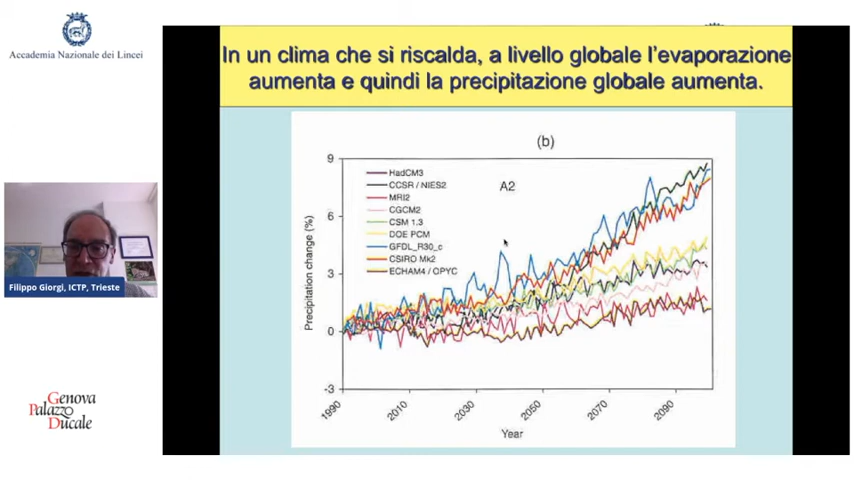 Accademia Nazionale dei Lincei
In un clima che si riscalda, a livello globale l'evaporazione
aumenta e quindi la precipitazione globale aumenta.
(b)
A2
9
6
3
0
-3
Precipitation change (%)
HadCM3
CCSR / NIES2
MRI2
CGCM2
CSM 1.3
DOE PCM
GFDL_R30_c
CSIRO Mk2
ECHAM4 / OPYC
1990
2010
2030
2050
2070
2090
Year
Filippo Giorgi, ICTP, Trieste
Genova
Palazzo
Ducale